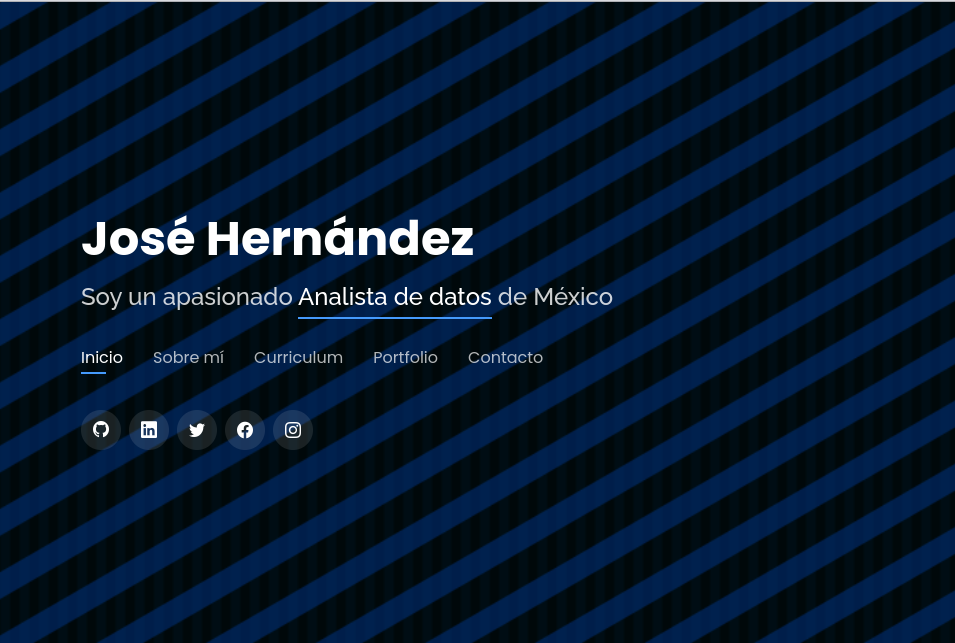 José Hernández
Soy un apasionado Analista de datos de México
Inicio Sobre mí Curriculum Portfolio Contacto